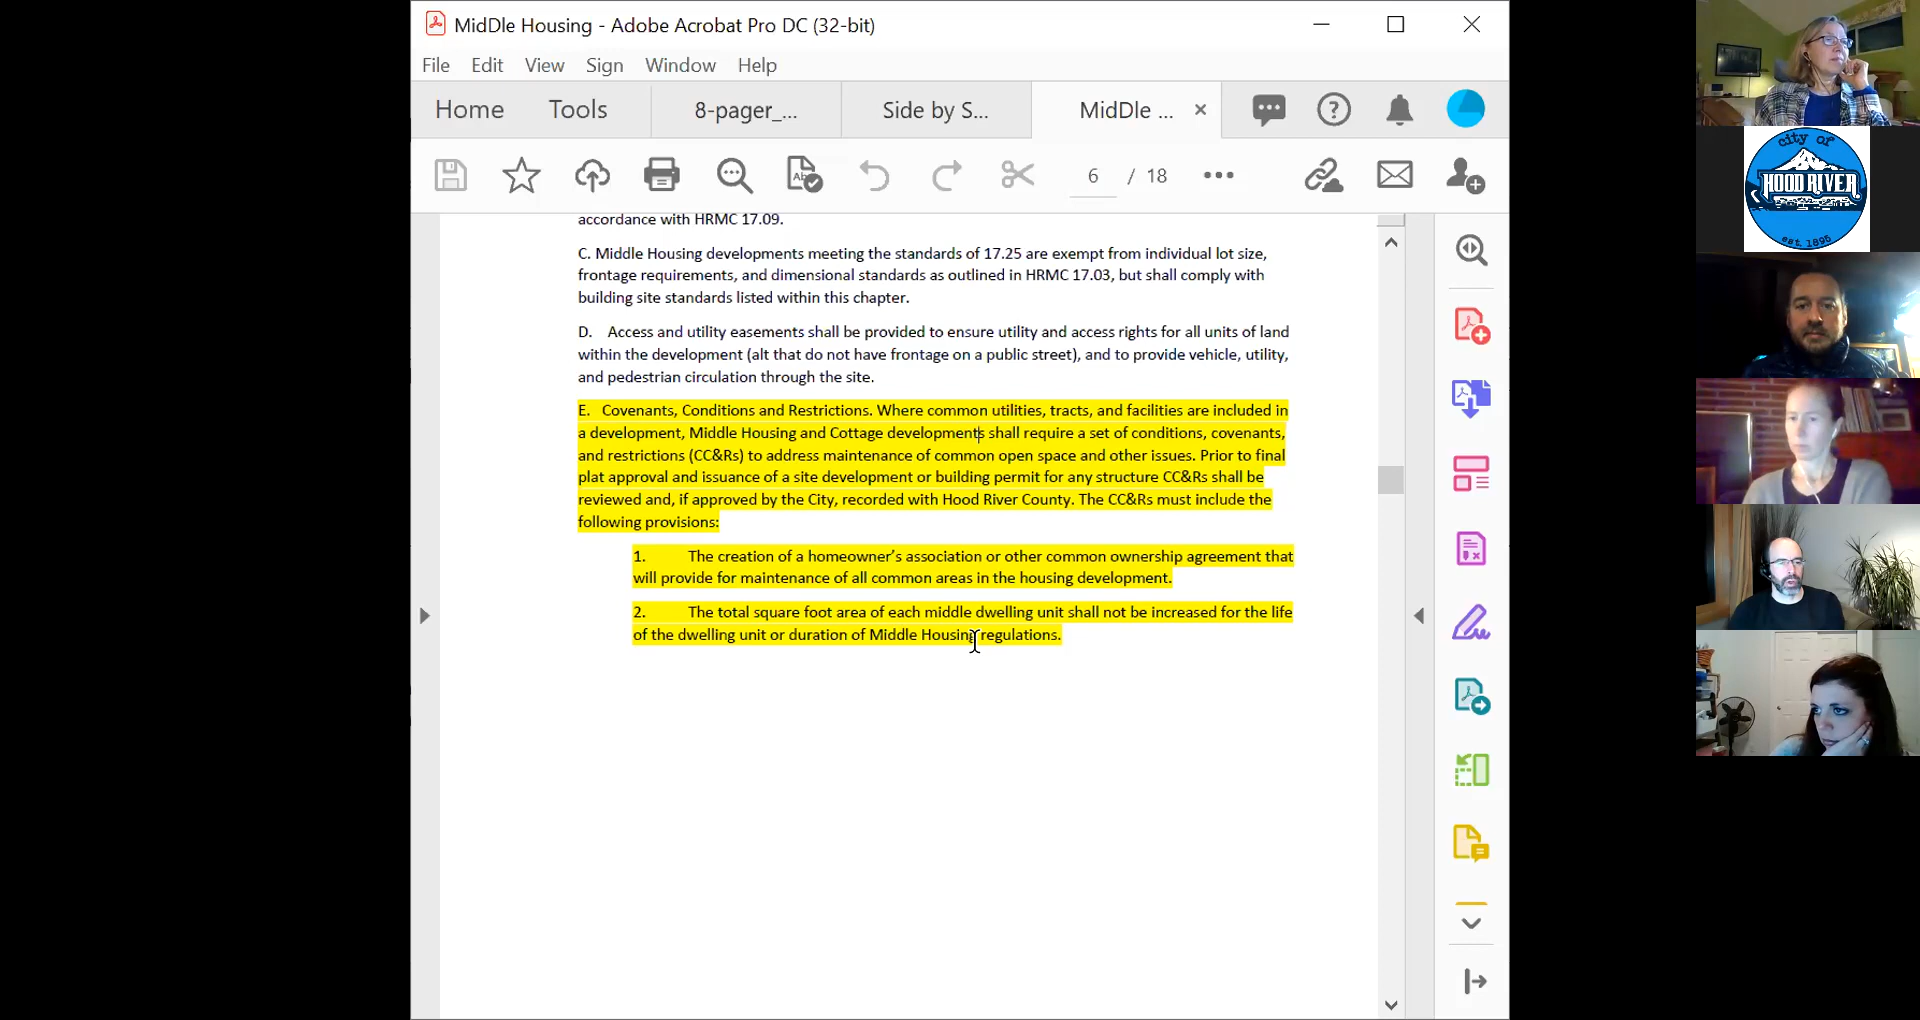 MidDle Housing - Adobe Acrobat Pro DC (32-bit)
File Edit View Sign Window Help
Home Tools 8-pager_... Side by S... MidDle ...
6 / 18
accordance with HRMC 17.09.
C. Middle Housing developments meeting the standards of 17.25 are exempt from individual lot size,
frontage requirements, and dimensional standards as outlined in HRMC 17.03, but shall comply with
building site standards listed within this chapter.
D. Access and utility easements shall be provided to ensure utility and access rights for all units of land
within the development (alt that do not have frontage on a public street), and to provide vehicle, utility,
and pedestrian circulation through the site.
E. Covenants, Conditions and Restrictions. Where common utilities, tracts, and facilities are included in
a development, Middle Housing and Cottage developments shall require a set of conditions, covenants,
and restrictions (CC&Rs) to address maintenance of common open space and other issues. Prior to final
plat approval and issuance of a site development or building permit for any structure CC&Rs shall be
reviewed and, if approved by the City, recorded with Hood River County. The CC&Rs must include the
following provisions:
1. The creation of a homeowner’s association or other common ownership agreement that
will provide for maintenance of all common areas in the housing development.
2. The total square foot area of each middle dwelling unit shall not be increased for the life
of the dwelling unit or duration of Middle Housing regulations.
city of
HOOD RIVER
est. 1895